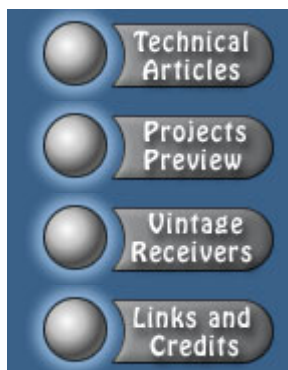 Technical
Articles
Projects
Preview
Vintage
Receivers
Links and
Credits